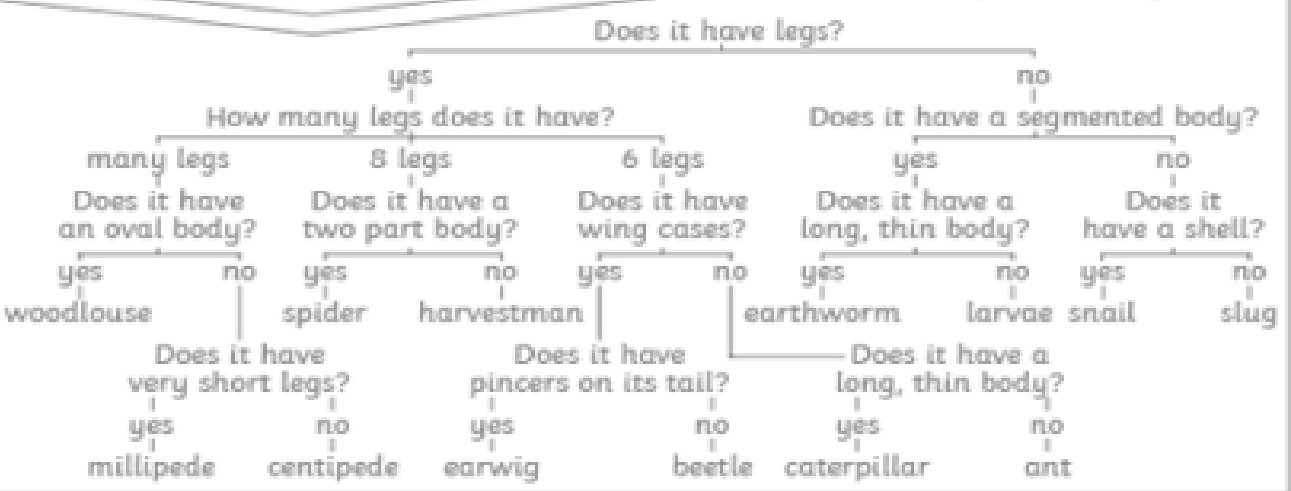 Does it have legs?
yes no
How many legs does it have? Does it have a segmented body?
many legs 8 legs 6 legs yes no
Does it have Does it have a Does it have Does it have a Does it
an oval body? two part body? wing cases? long, thin body? have a shell?
yes no yes no yes no yes no yes no
woodlouse spider harvestman earthworm larvae snail slug
Does it have Does it have Does it have a
very short legs? pincers on its tail? long, thin body?
yes no yes no yes no
millipede centipede earwig beetle caterpillar ant